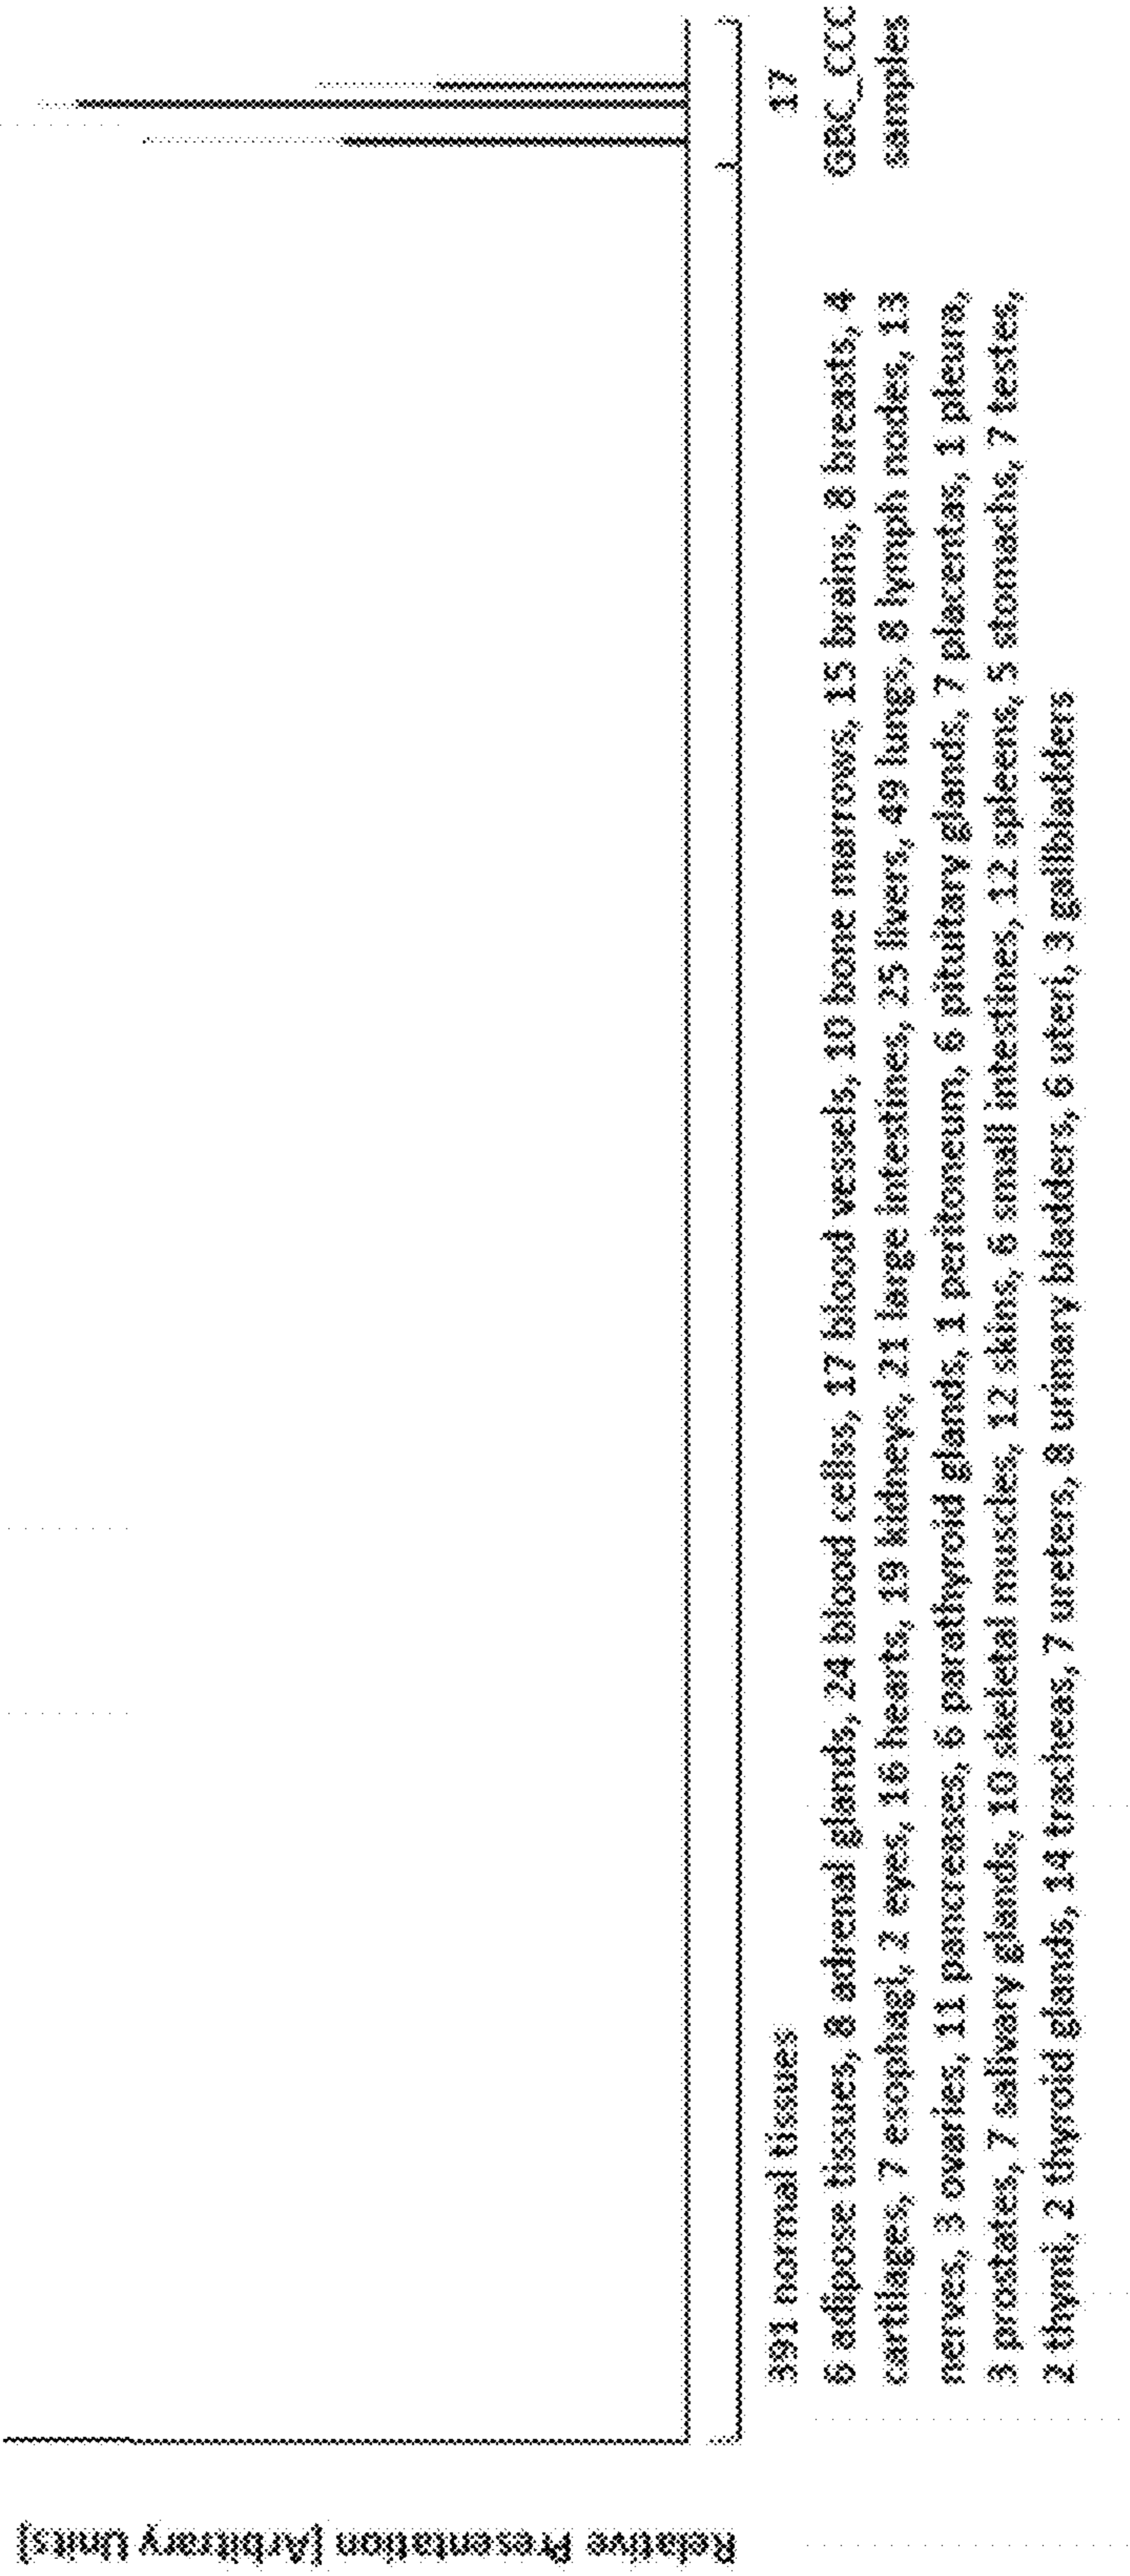 Relative Presentation [Arbitrary Units]
391 normal tissues
6 adipose tissues, 8 adrenal glands, 24 blood cells, 17 blood vessels, 10 bone marrows, 15 brains, 8 breasts, 4
cartilages, 7 esophagi, 2 eyes, 16 hearts, 19 kidneys, 21 large intestines, 25 livers, 49 lungs, 8 lymph nodes, 13
nerves, 3 ovaries, 11 pancreases, 6 parathyroid glands, 1 peritoneum, 6 pituitary glands, 7 placentas, 1 pleura,
3 prostates, 7 salivary glands, 10 skeletal muscles, 12 skins, 6 small intestines, 12 spleens, 5 stomachs, 7 testes,
2 thymi, 2 thyroid glands, 14 tracheas, 7 ureters, 8 urinary bladders, 6 uteri, 3 gallbladders
17
GBC_CCC
samples